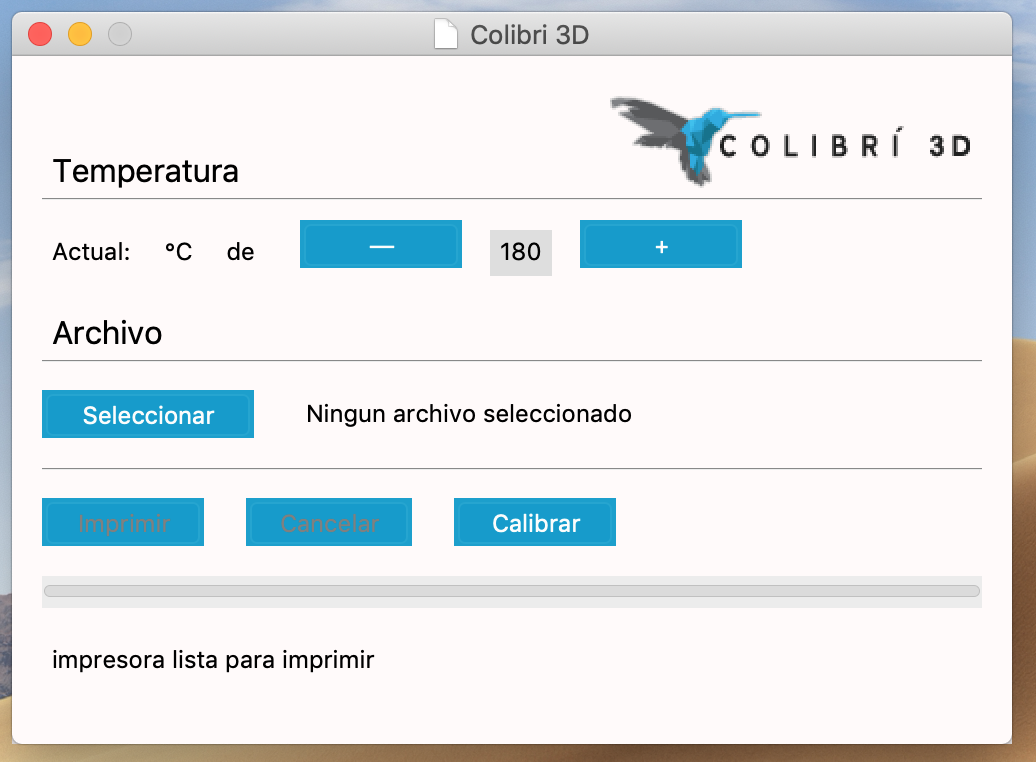 Colibri 3D
COLIBRÍ 3D
Temperatura
Actual: °C de — 180 +
Archivo
Seleccionar Ningun archivo seleccionado
Imprimir Cancelar Calibrar
impresora lista para imprimir